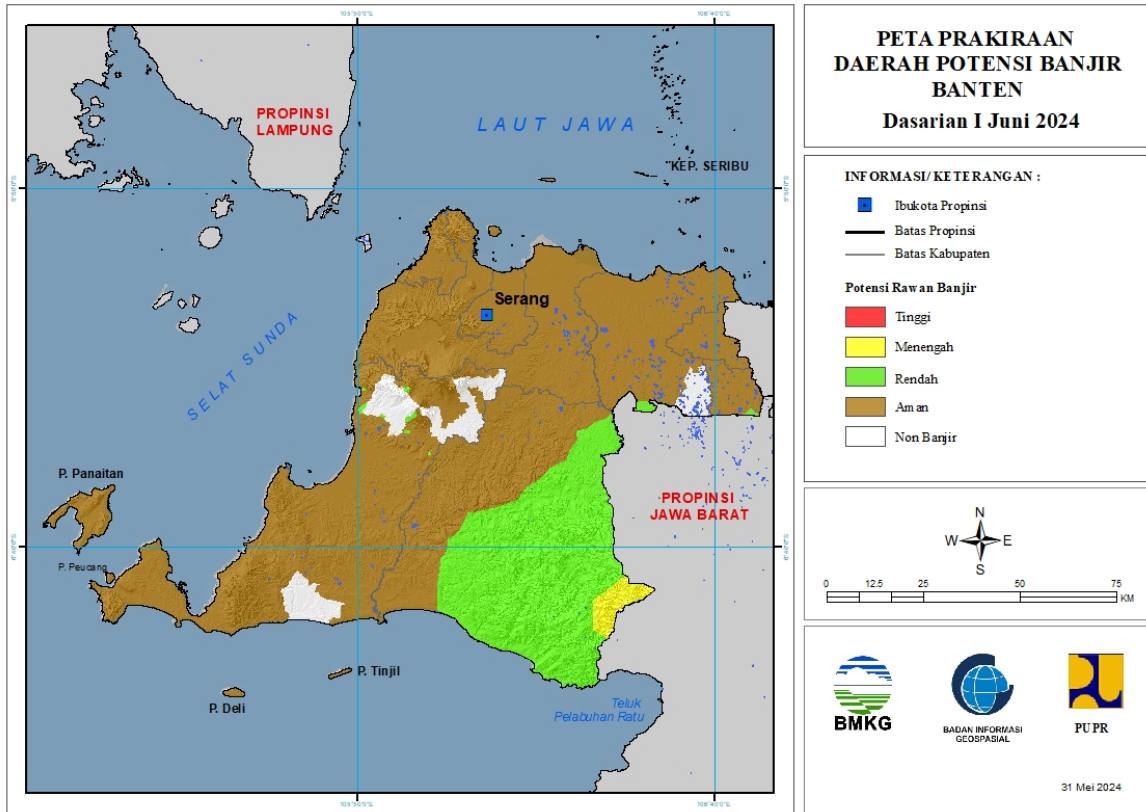 PETA PRAKIRAAN
DAERAH POTENSI BANJIR
BANTEN
Dasarian I Juni 2024
INFORMASI/ KETERANGAN :
Ibukota Propinsi
Batas Propinsi
Batas Kabupaten
Potensi Rawan Banjir
Tinggi
Menengah
Rendah
Aman
Non Banjir
N
W E
S
0 12.5 25 50 75
KM
BMKG
BADAN INFORMASI
GEOSPASIAL
PUPR
31 Mei 2024
PROPINSI
LAMPUNG
LAUT JAWA
KEP. SERIBU
Serang
SELAT SUNDA
P. Panaitan
P. Peucang
PROPINSI
JAWA BARAT
P. Tinjil
P. Deli
Teluk
Pelabuhan Ratu